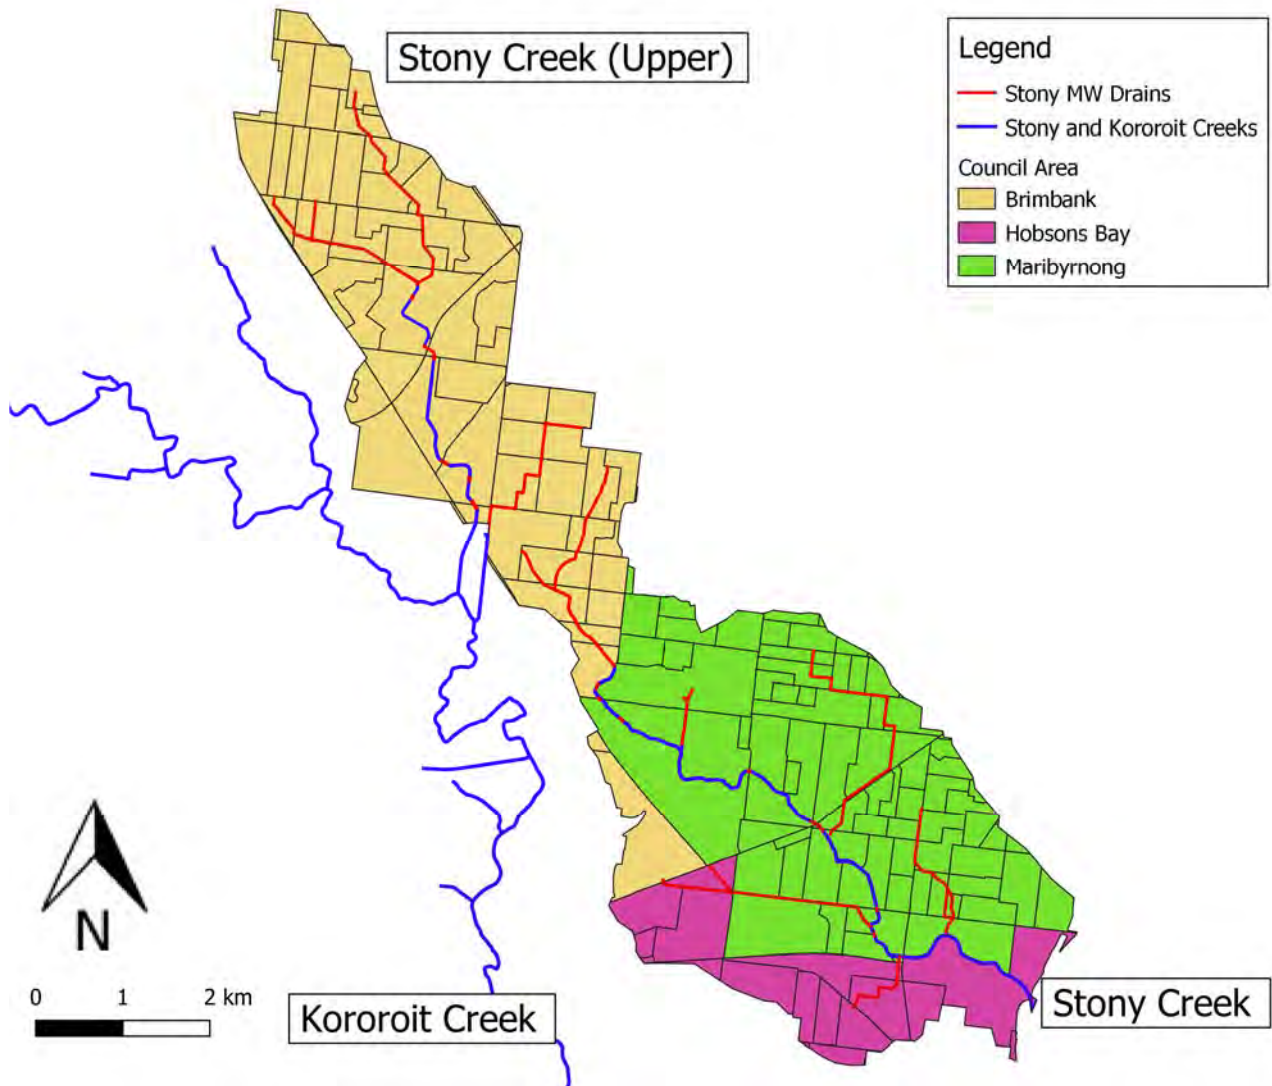 Stony Creek (Upper)
Legend
Stony MW Drains
Stony and Kororoit Creeks
Council Area
Brimbank
Hobsons Bay
Maribyrnong
N
0 1 2 km
Kororoit Creek
Stony Creek